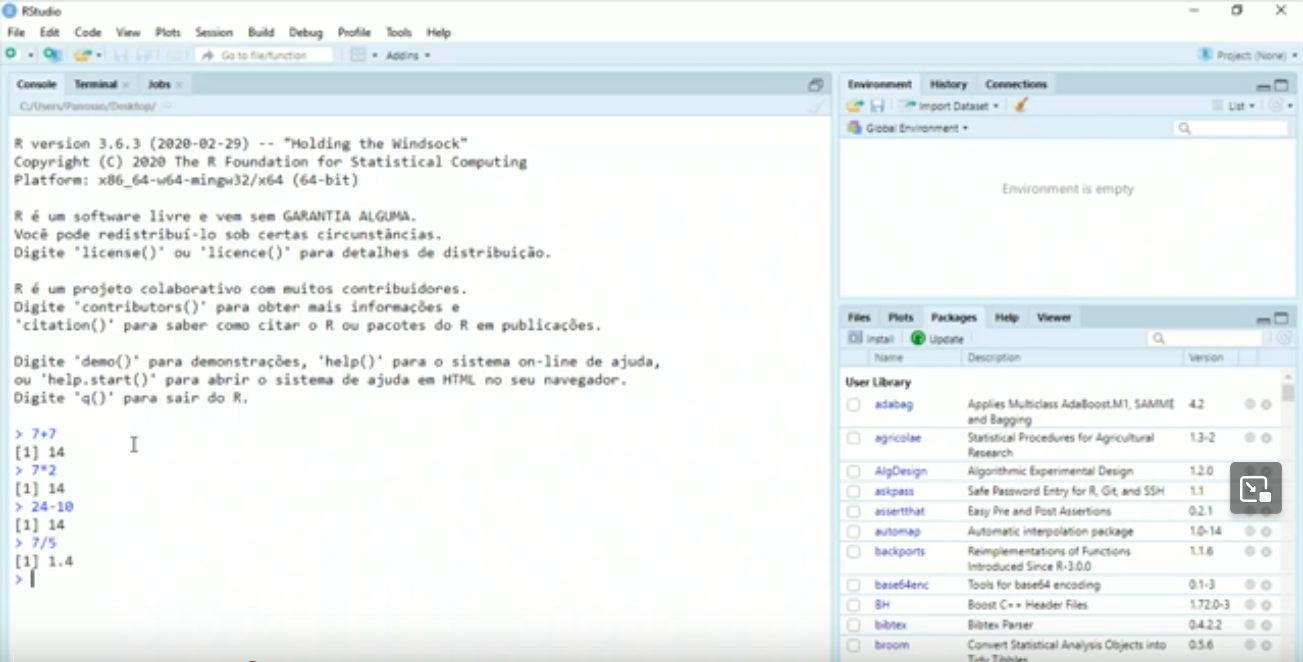 RStudio
File Edit Code View Plots Session Build Debug Profile Tools Help
Go to file/function
Addins
Project: (None)
Console Terminal Jobs
C:/Users/Panosso/Desktop/
R version 3.6.3 (2020-02-29) -- "Holding the Windsock"
Copyright (C) 2020 The R Foundation for Statistical Computing
Platform: x86_64-w64-mingw32/x64 (64-bit)
R é um software livre e vem sem GARANTIA ALGUMA.
Você pode redistribuí-lo sob certas circunstâncias.
Digite 'license()' ou 'licence()' para detalhes de distribuição.
R é um projeto colaborativo com muitos contribuidores.
Digite 'contributors()' para obter mais informações e
'citation()' para saber como citar o R ou pacotes do R em publicações.
Digite 'demo()' para demonstrações, 'help()' para o sistema on-line de ajuda,
ou 'help.start()' para abrir o sistema de ajuda em HTML no seu navegador.
Digite 'q()' para sair do R.
> 7+7
[1] 14
> 7*2
[1] 14
> 24-10
[1] 14
> 7/5
[1] 1.4
>
Environment History Connections
Import Dataset
List
Global Environment
Environment is empty
Files Plots Packages Help Viewer
Install Update
Name Description Version
User Library
adabag Applies Multiclass AdaBoost.M1, SAMME 4.2
and Bagging
agricolae Statistical Procedures for Agricultural 1.3-2
Research
AlgDesign Algorithmic Experimental Design 1.2.0
askpass Safe Password Entry for R, Git, and SSH 1.1
assertthat Easy Pre and Post Assertions 0.2.1
automap Automatic interpolation package 1.0-14
backports Reimplementations of Functions 1.1.6
Introduced Since R-3.0.0
base64enc Tools for base64 encoding 0.1-3
BH Boost C++ Header Files 1.72.0-3
bibtex Bibtex Parser 0.4.2.2
broom Convert Statistical Analysis Objects into 0.5.6
Tidy Tibbles